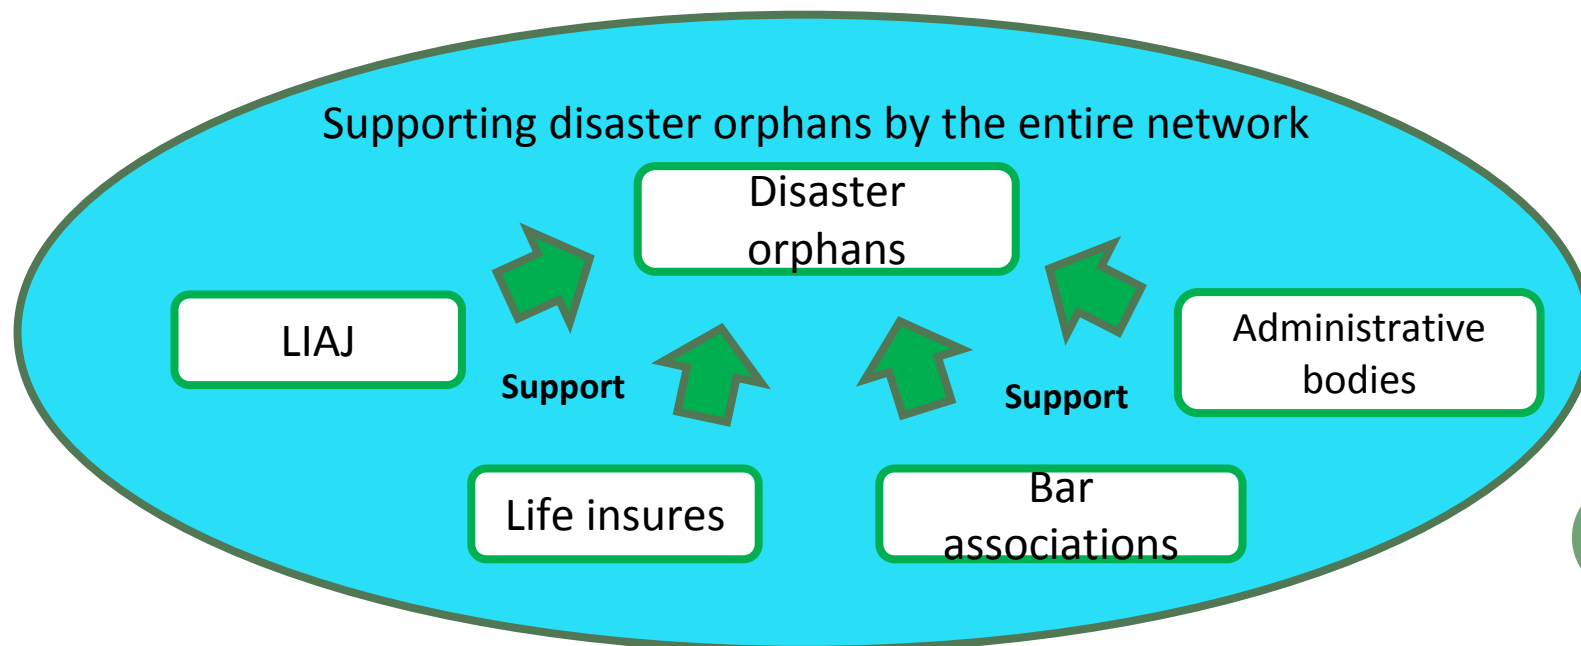 Supporting disaster orphans by the entire network
Disaster
orphans
LIAJ
Support
Support
Administrative
bodies
Life insures
Bar
associations